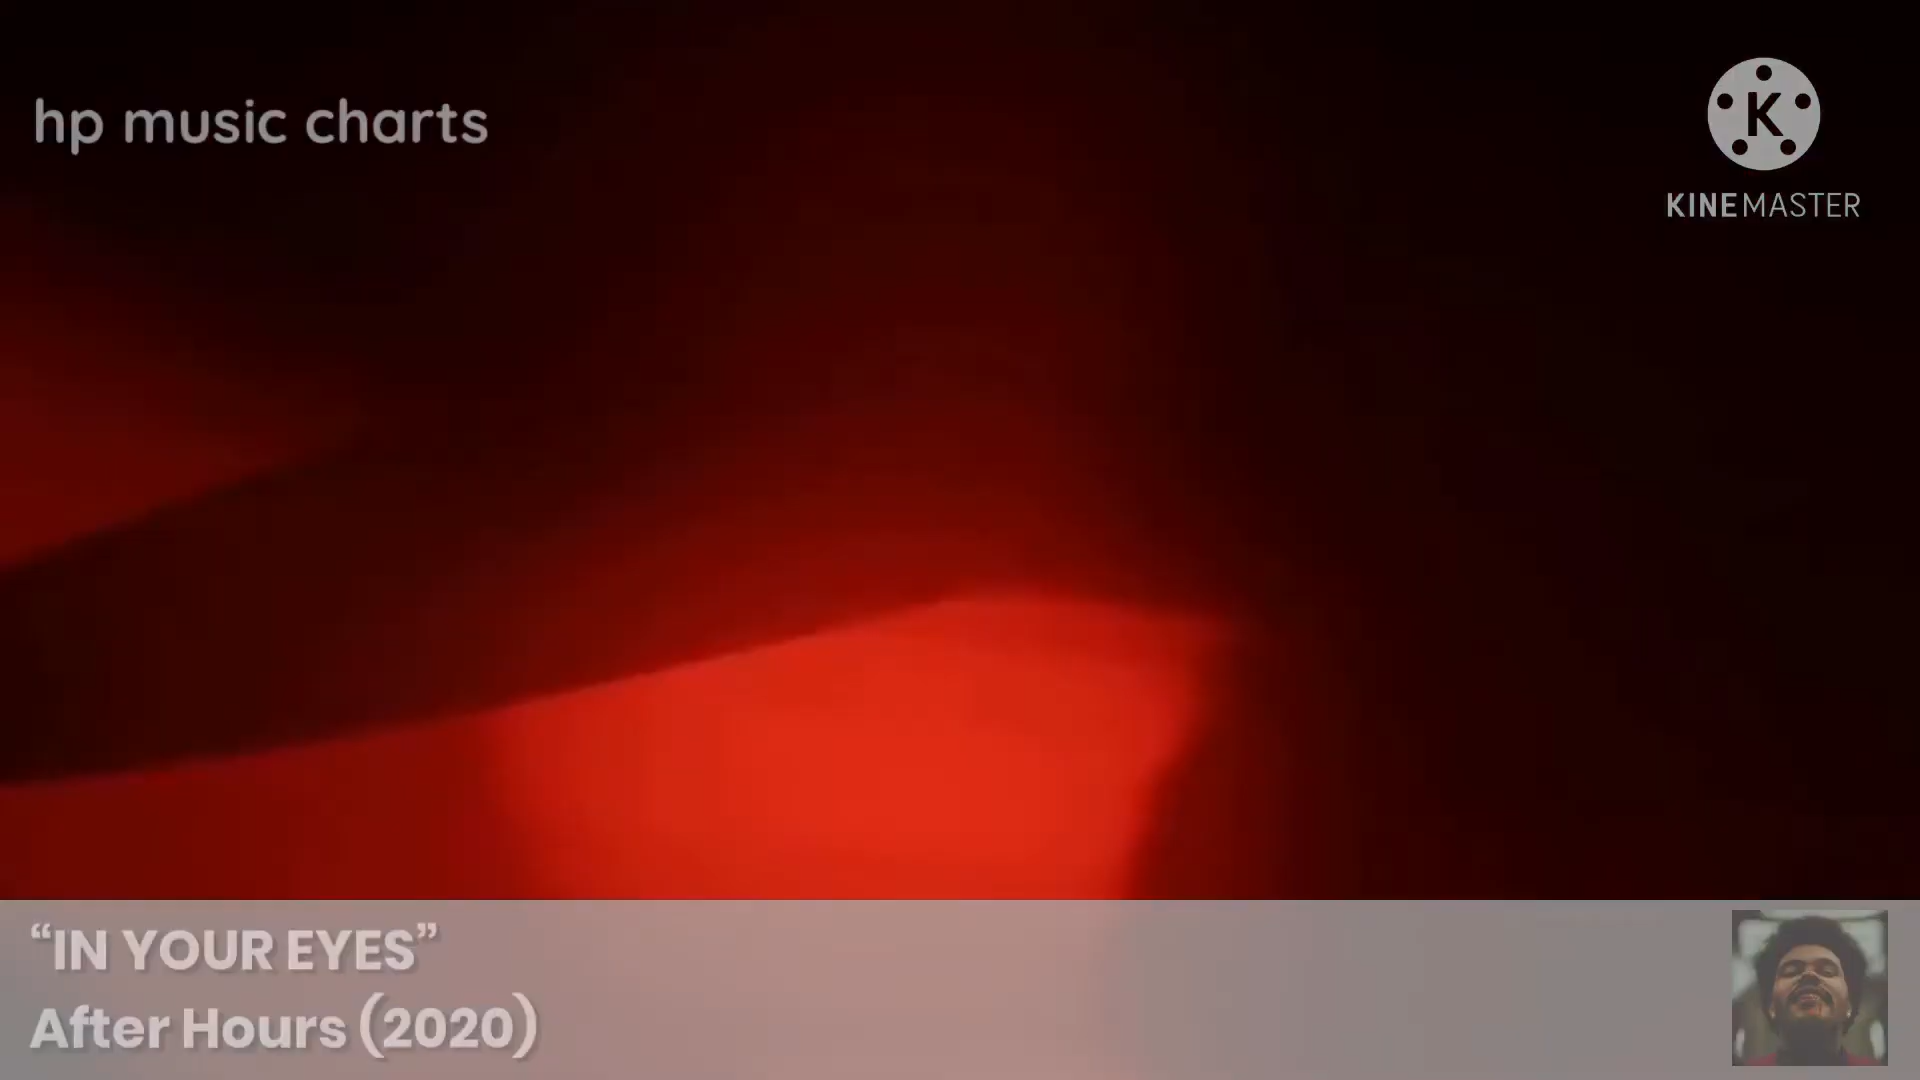 hp music charts
K
KINEMASTER
“IN YOUR EYES”
After Hours (2020)